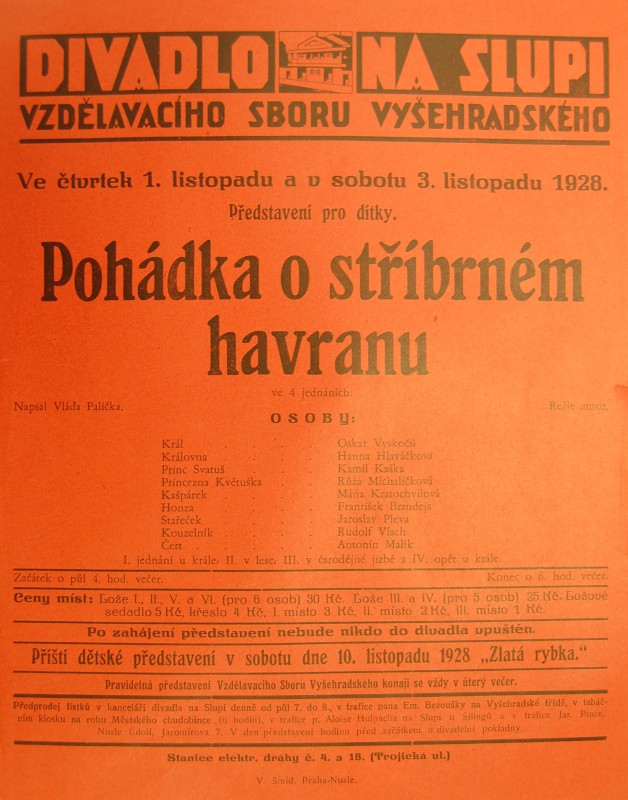 DIVADLO NA SLUPI
VZDĚLAVACÍHO SBORU VYŠEHRADSKÉHO
Ve čtvrtek 1. listopadu a v sobotu 3. listopadu 1928.
Představení pro dítky.
Pohádka o stříbrném
havranu
ve 4 jednáních.
Napsal Vláďa Palička. Režie autor.
OSOBY:
Král . . . . . Oskar Vyskočil
Královna . . . . . Hanna Hlaváčková
Princ Svatuš . . . . . Kamil Kaška
Princezna Květuška . . . . . Růža Michaličková
Kašpárek . . . . . Máňa Kratochvílová
Honza . . . . . František Brandejs
Stařeček . . . . . Jaroslav Pleva
Kouzelník . . . . . Rudolf Vlach
Čert . . . . . Antonín Malík
I. jednání u krále, II. v lese, III. v čarodějné jizbě a IV. opět u krále.
Začátek o půl 4. hod. večer. Konec o 6. hod. večer.
Ceny míst: Lože I., II., V. a VI. (pro 6 osob) 30 Kč, Lože III. a IV. (pro 5 osob) 25 Kč. Ložové
sedadlo 5 Kč, křeslo 4 Kč, I. místo 3 Kč, II. místo 2 Kč, III. místo 1 Kč.
Po zahájení představení nebude nikdo do divadla vpuštěn.
Příští dětské představení v sobotu dne 10. listopadu 1928 „Zlatá rybka.“
Pravidelná představení Vzdělavacího Sboru Vyšehradského konají se vždy v úterý večer.
Předprodej lístků v kanceláři divadla na Slupi denně od půl 7. do 8., v trafice pana Em. Bezoušky na Vyšehradské třídě, v tabáč-
ním kiosku na rohu Městského chudobince (u hodin), v trafice p. Aloise na Slupi u Šifingů a v trafice Jar. Pince,
Nusle údolí, Jaromírova 7. V den představení hodinu před začátkem u divadelní pokladny.
Stanice elektr. dráhy č. 4. a 18. (Trojická ul.)
V. Šmíd, Praha-Nusle.